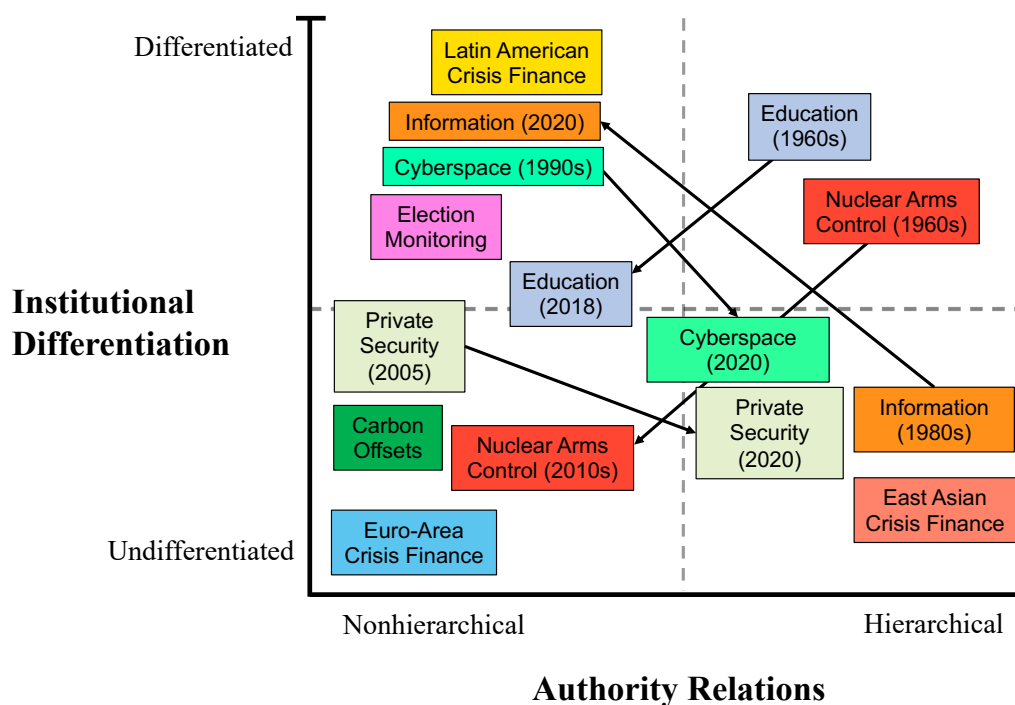 Differentiated
Latin American
Crisis Finance
Information (2020)
Education
(1960s)
Cyberspace (1990s)
Nuclear Arms
Control (1960s)
Election
Monitoring
Education
(2018)
Institutional
Differentiation
Private
Security
(2005)
Cyberspace
(2020)
Private
Security
(2020)
Information
(1980s)
Carbon
Offsets
Nuclear Arms
Control (2010s)
East Asian
Crisis Finance
Euro-Area
Crisis Finance
Undifferentiated
Nonhierarchical
Hierarchical
Authority Relations